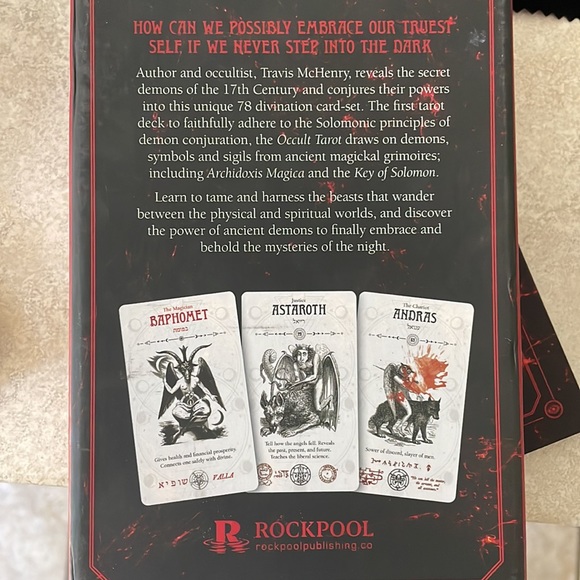 HOW CAN WE POSSIBLY EMBRACE OUR TRUEST
SELF IF WE NEVER STEP INTO THE DARK
Author and occultist, Travis McHenry, reveals the secret
demons of the 17th Century and conjures their powers
into this unique 78 divination card-set. The first tarot
deck to faithfully adhere to the Solomonic principles of
demon conjuration, the Occult Tarot draws on demons,
symbols and sigils from ancient magickal grimoires;
including Archidoxis Magica and the Key of Solomon.
Learn to tame and harness the beasts that wander
between the physical and spiritual worlds, and discover
the power of ancient demons to finally embrace and
behold the mysteries of the night.
The Magician
BAPHOMET
Gives health and financial prosperity.
Connects one safely with divine.
FALLA
Justice
ASTAROTH
Tell how the angels fell. Reveals
the past, present, and future.
Teaches the liberal science.
The Chariot
ANDRAS
Sower of discord, slayer of men.
ROCKPOOL
rockpoolpublishing.co